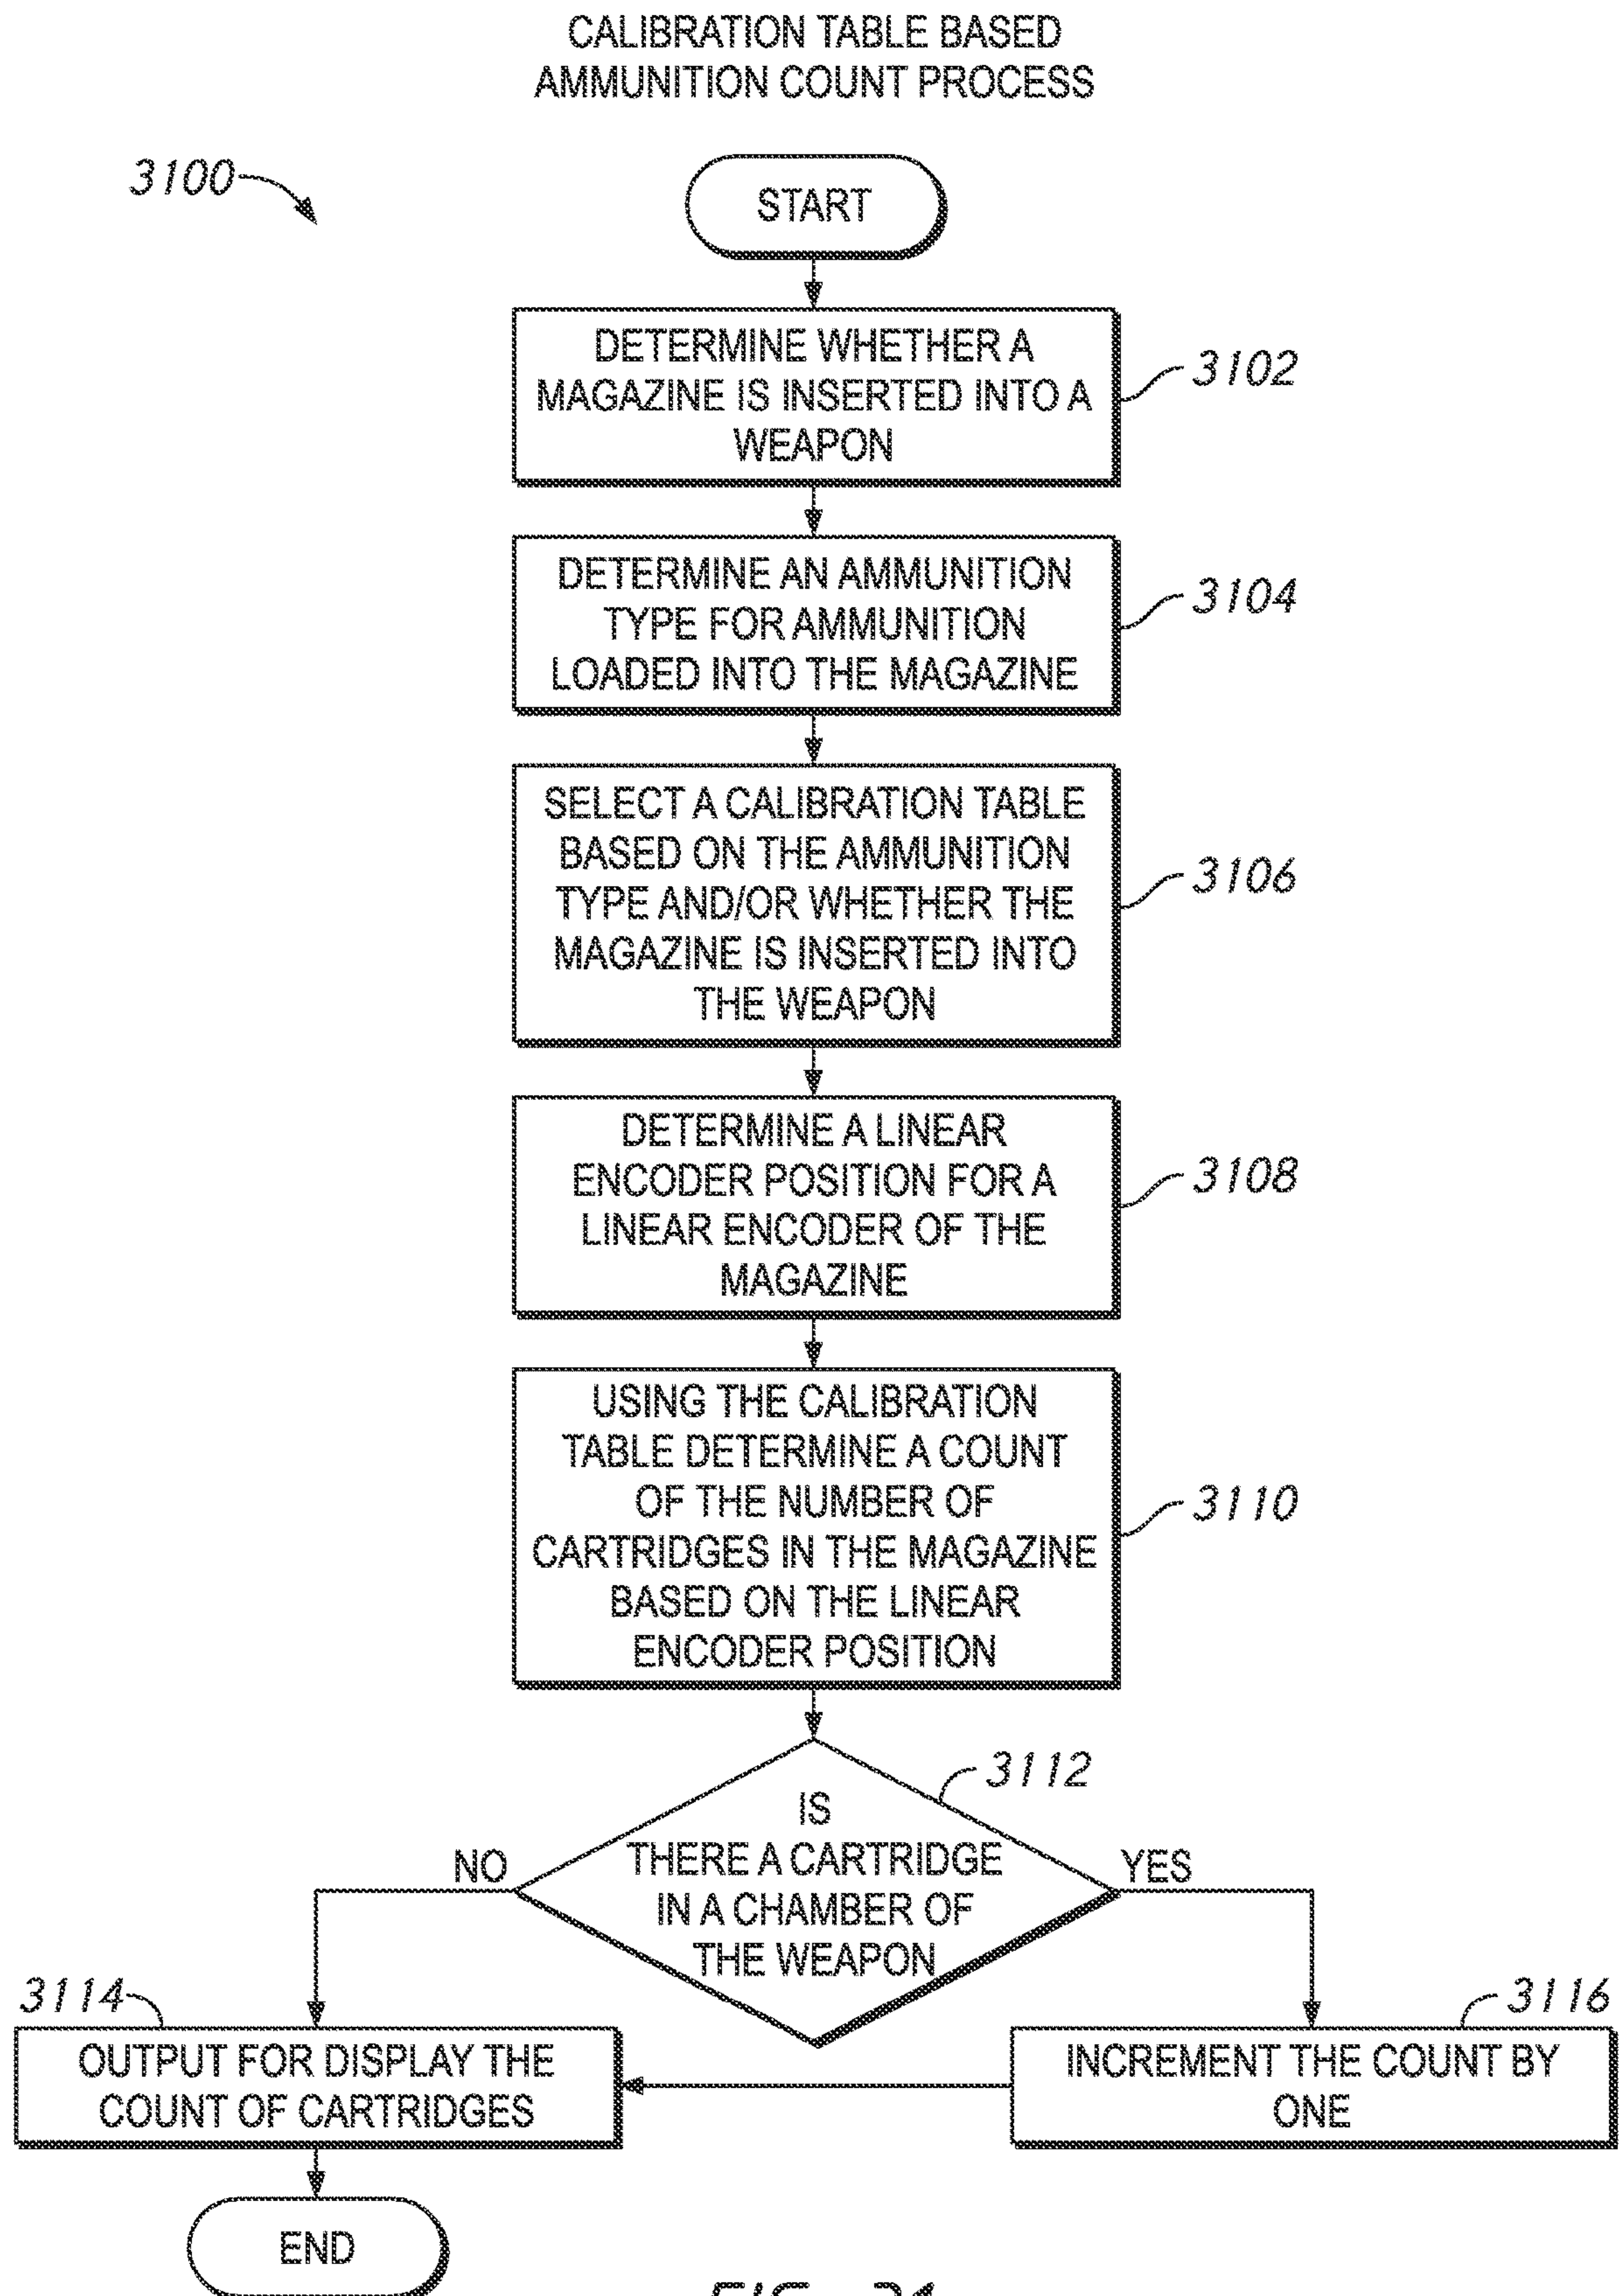 CALIBRATION TABLE BASED
AMMUNITION COUNT PROCESS
3100
START
DETERMINE WHETHER A
MAGAZINE IS INSERTED INTO A
WEAPON
3102
DETERMINE AN AMMUNITION
TYPE FOR AMMUNITION
LOADED INTO THE MAGAZINE
3104
SELECT A CALIBRATION TABLE
BASED ON THE AMMUNITION
TYPE AND/OR WHETHER THE
MAGAZINE IS INSERTED INTO
THE WEAPON
3106
DETERMINE A LINEAR
ENCODER POSITION FOR A
LINEAR ENCODER OF THE
MAGAZINE
3108
USING THE CALIBRATION
TABLE DETERMINE A COUNT
OF THE NUMBER OF
CARTRIDGES IN THE MAGAZINE
BASED ON THE LINEAR
ENCODER POSITION
3110
3112
IS
THERE A CARTRIDGE
IN A CHAMBER OF
THE WEAPON
NO
YES
3114
OUTPUT FOR DISPLAY THE
COUNT OF CARTRIDGES
3116
INCREMENT THE COUNT BY
ONE
END